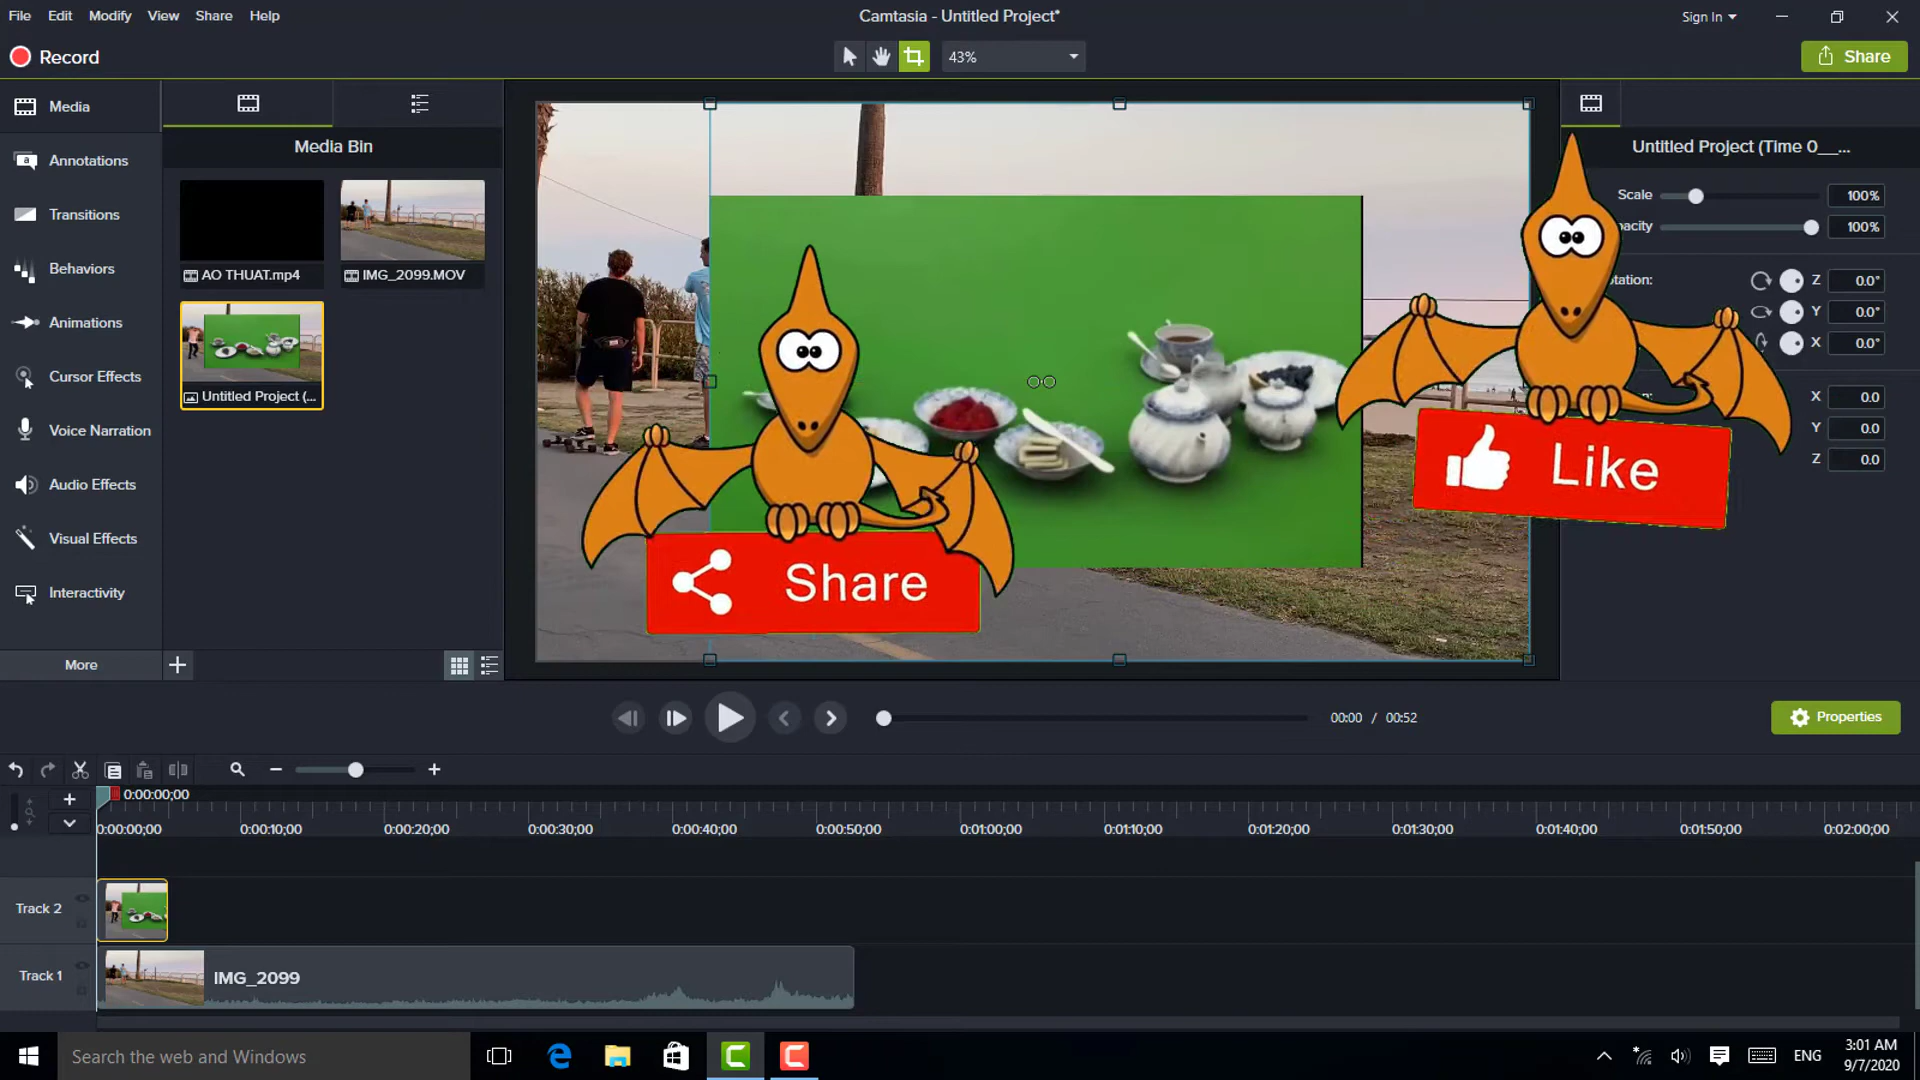 File Edit Modify View Share Help
Camtasia - Untitled Project*
Sign In
Record
43%
Share
Media
Annotations
Transitions
Behaviors
Animations
Cursor Effects
Voice Narration
Audio Effects
Visual Effects
Interactivity
More
Media Bin
AO THUAT.mp4
IMG_2099.MOV
Untitled Project (...
Share
Like
Untitled Project (Time 0___...
Scale 100%
pacity 100%
tation: Z 0.0°
Y 0.0°
X 0.0°
X 0.0
Y 0.0
Z 0.0
00:00 / 00:52
Properties
0:00:00;00
0:00:00;00 0:00:10;00 0:00:20;00 0:00:30;00 0:00:40;00 0:00:50;00 0:01:00;00 0:01:10;00 0:01:20;00 0:01:30;00 0:01:40;00 0:01:50;00 0:02:00;00
Track 2
Track 1
IMG_2099
Search the web and Windows
ENG
3:01 AM
9/7/2020